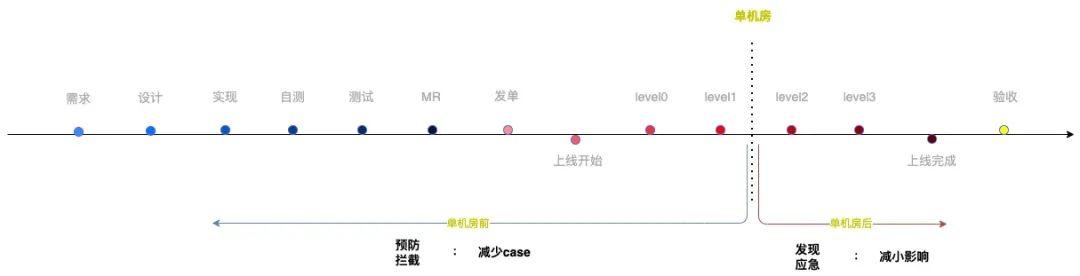 单机房
需求 设计 实现 自测 测试 MR 发单 level0 level1 level2 level3 验收
上线开始 上线完成
单机房前 单机房后
预防 拦截 : 减少case
发现 应急 : 减小影响